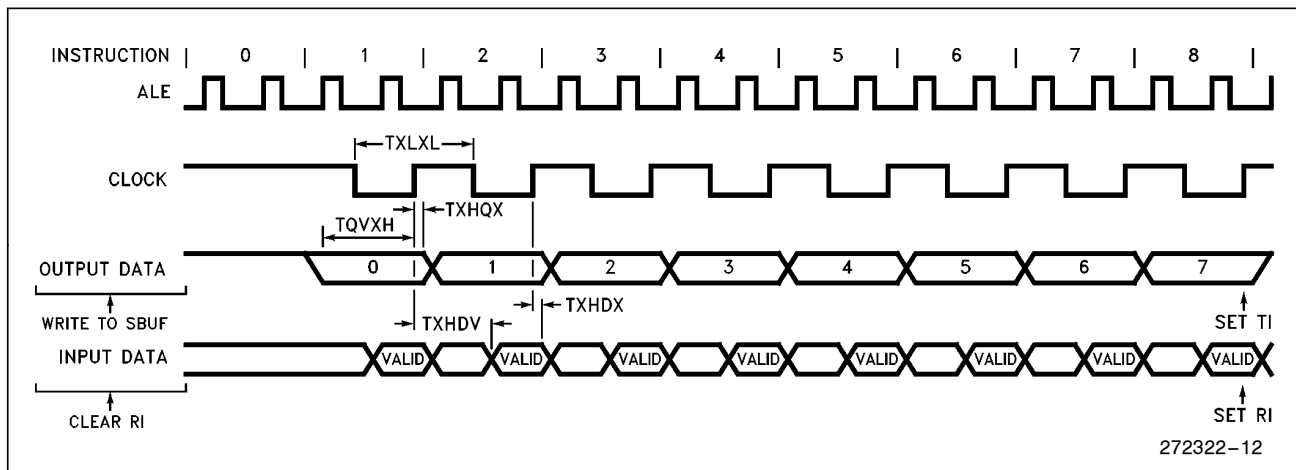 INSTRUCTION | 0 | 1 | 2 | 3 | 4 | 5 | 6 | 7 | 8 |
ALE
TXLXL
CLOCK
TXHQX
TQVXH
OUTPUT DATA 0 1 2 3 4 5 6 7
WRITE TO SBUF
TXHDX
TXHDV
SET TI
INPUT DATA VALID VALID VALID VALID VALID VALID VALID VALID
CLEAR RI
SET RI
272322–12